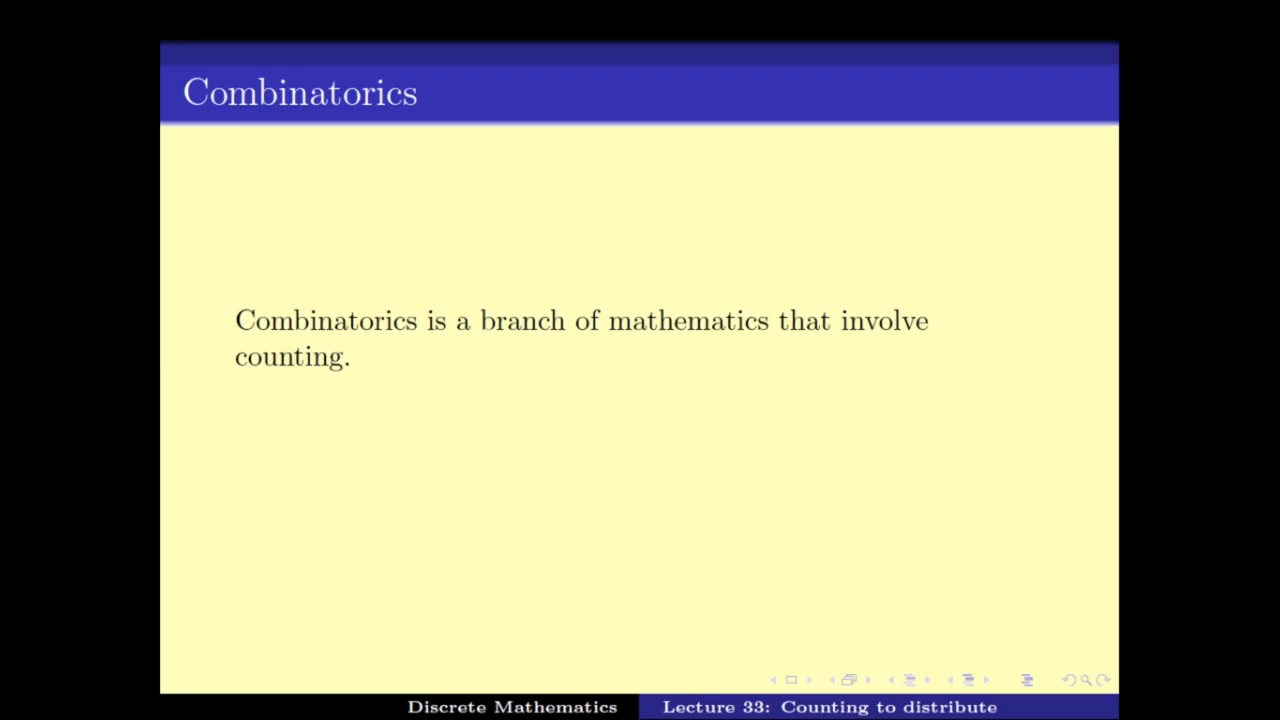 Combinatorics
Combinatorics is a branch of mathematics that involve
counting.
Discrete Mathematics
Lecture 33: Counting to distribute